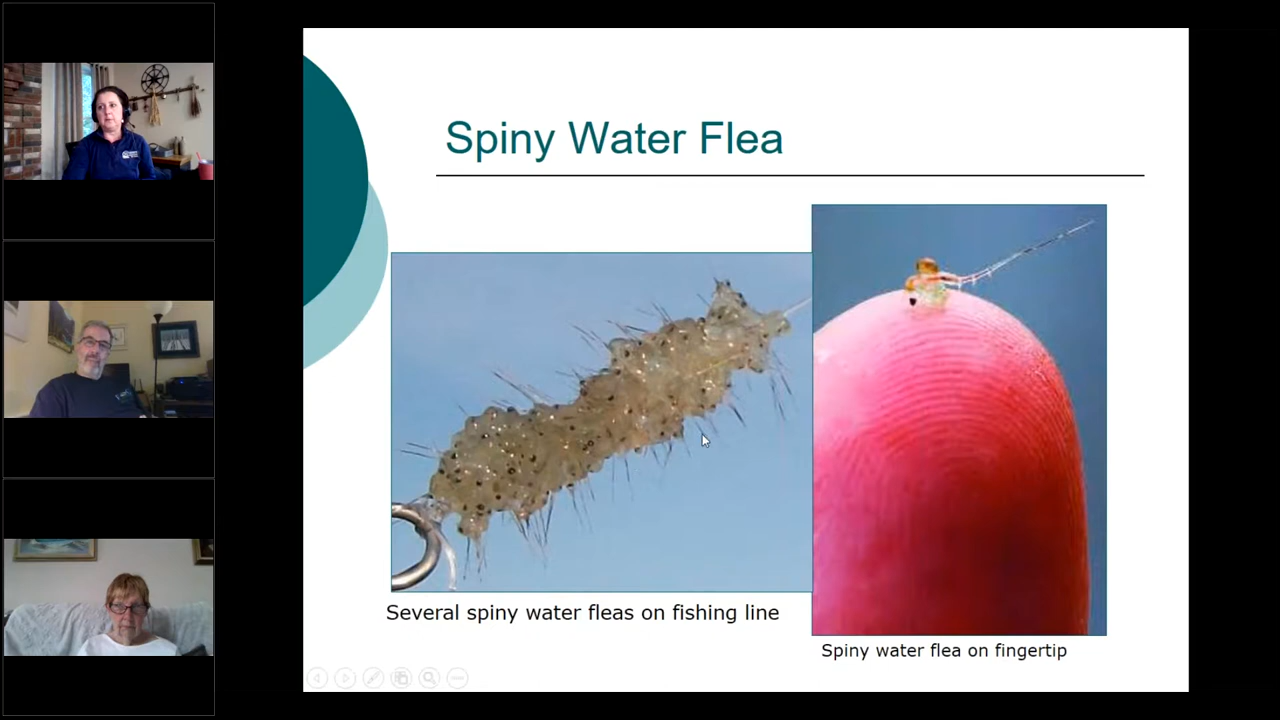 Spiny Water Flea
Several spiny water fleas on fishing line
Spiny water flea on fingertip